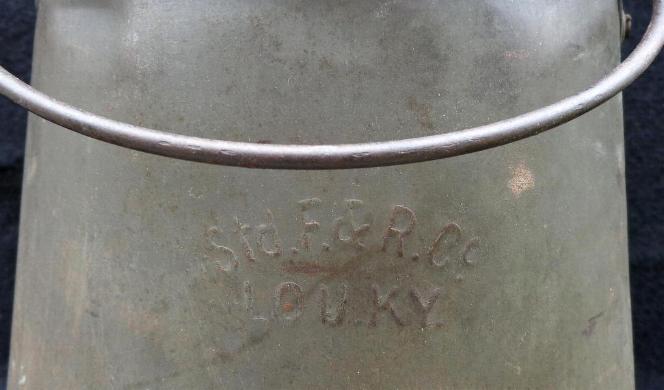 Std. F. & R. Co
LOU. KY.